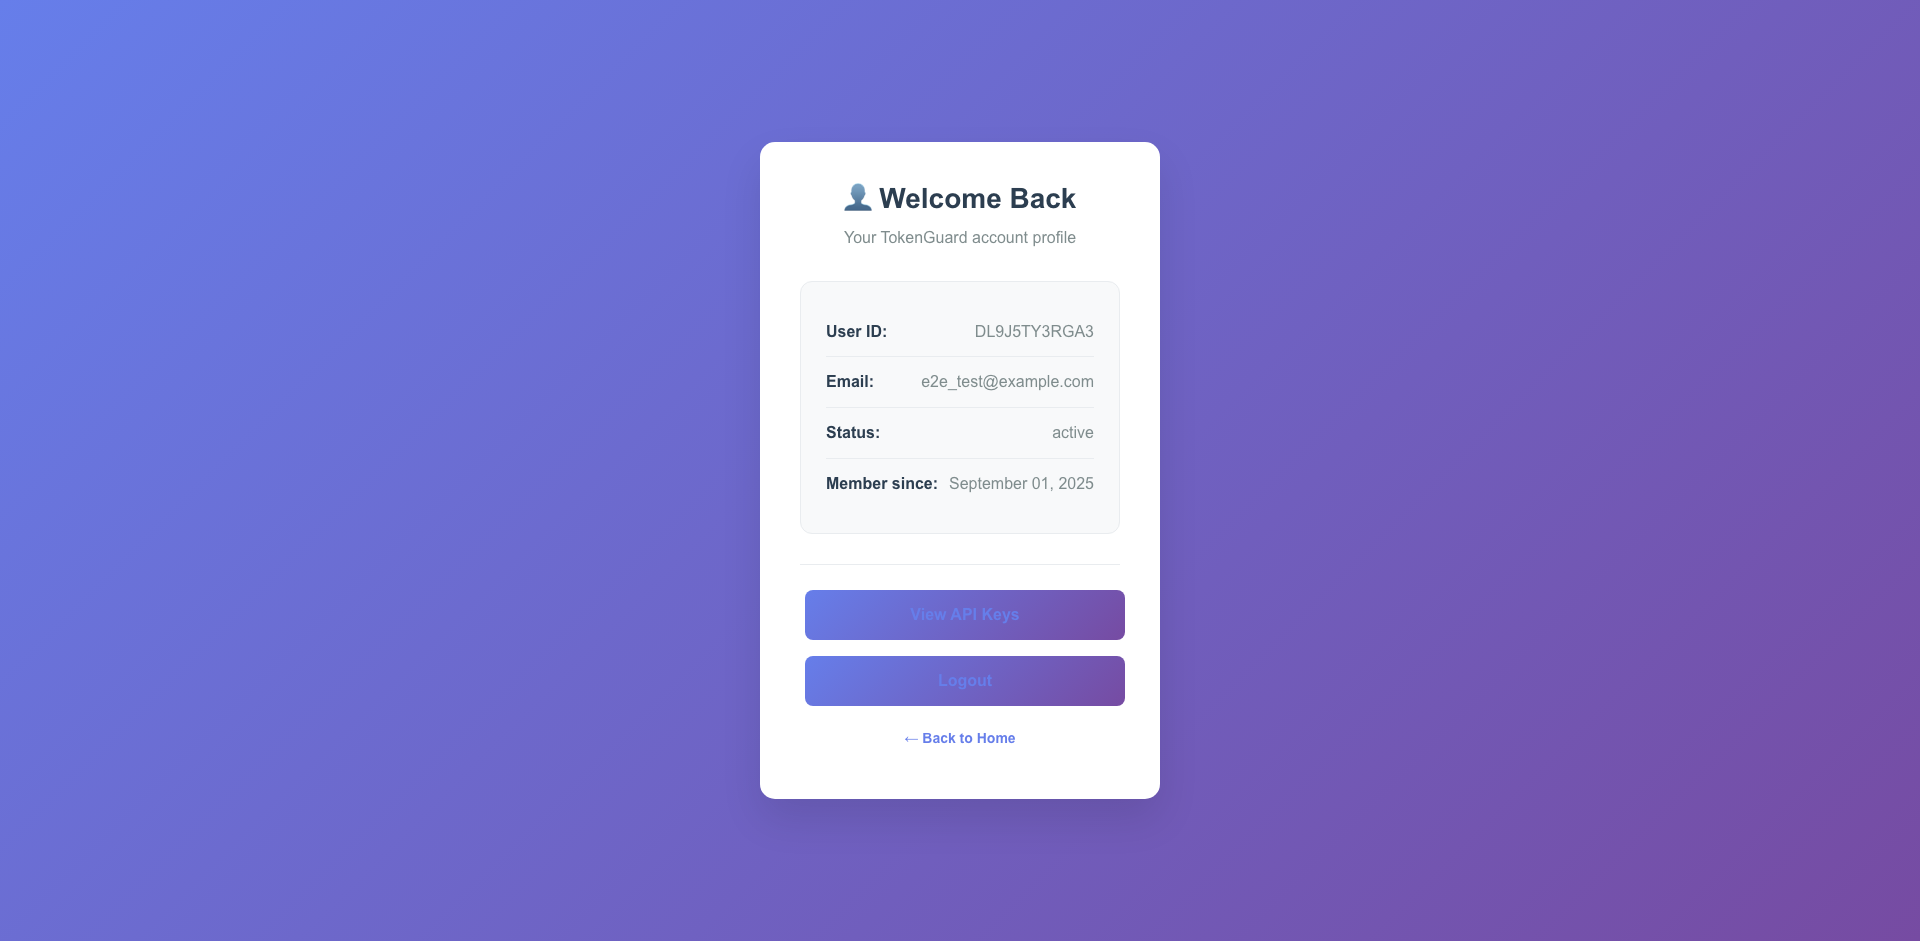 Welcome Back
Your TokenGuard account profile
User ID: DL9J5TY3RGA3
Email: e2e_test@example.com
Status: active
Member since: September 01, 2025
View API Keys
Logout
← Back to Home